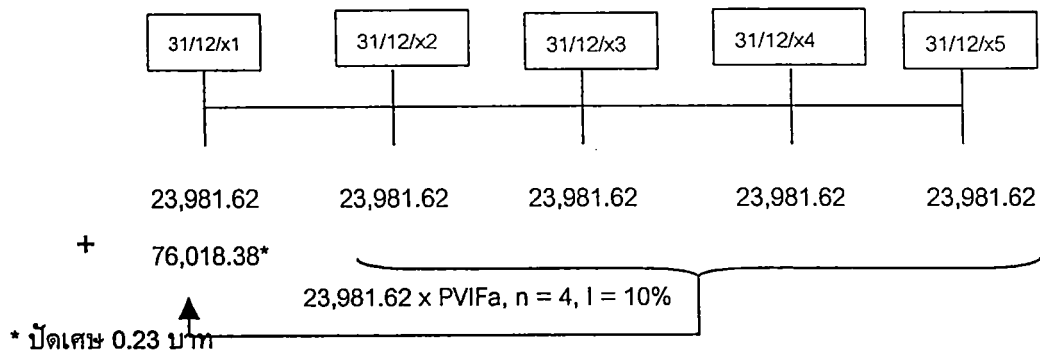 31/12/x1 31/12/x2 31/12/x3 31/12/x4 31/12/x5
23,981.62 23,981.62 23,981.62 23,981.62 23,981.62
+ 76,018.38*
23,981.62 x PVIFa, n = 4, I = 10%
* ปัดเศษ 0.23 บาท